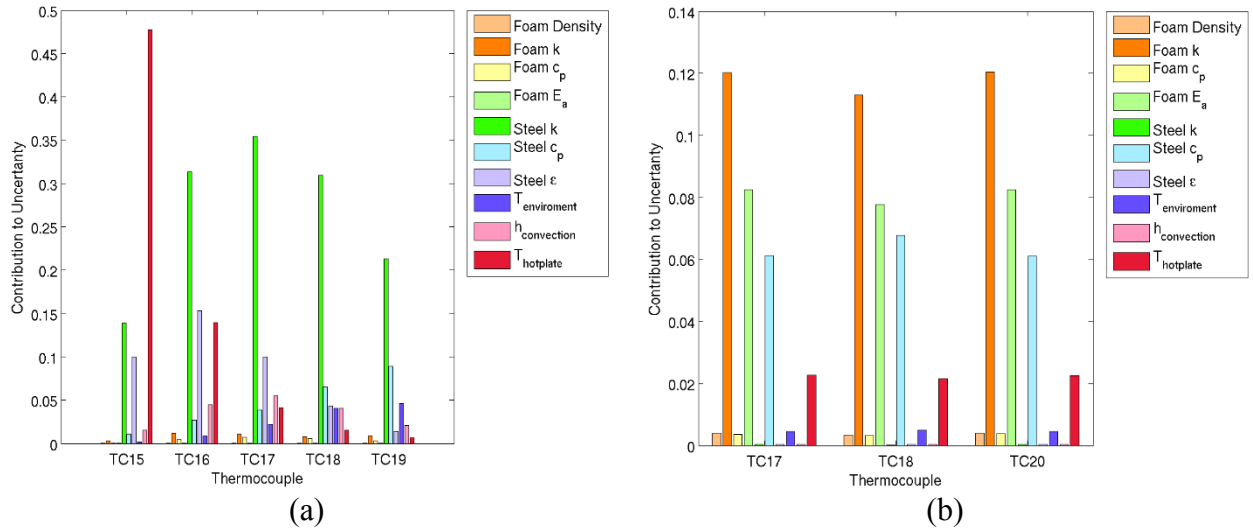 0.5
0.45
0.4
0.35
0.3
0.25
0.2
0.15
0.1
0.05
0
Contribution to Uncertanty
TC15 TC16 TC17 TC18 TC19
Thermocouple
Foam Density
Foam k
Foam cp
Foam Ea
Steel k
Steel cp
Steel ε
Tenviroment
hconvection
Thotplate
(a)
0.14
0.12
0.1
0.08
0.06
0.04
0.02
0
Contribution to Uncertanty
TC17 TC18 TC20
Thermocouple
Foam Density
Foam k
Foam cp
Foam Ea
Steel k
Steel cp
Steel ε
Tenviroment
hconvection
Thotplate
(b)